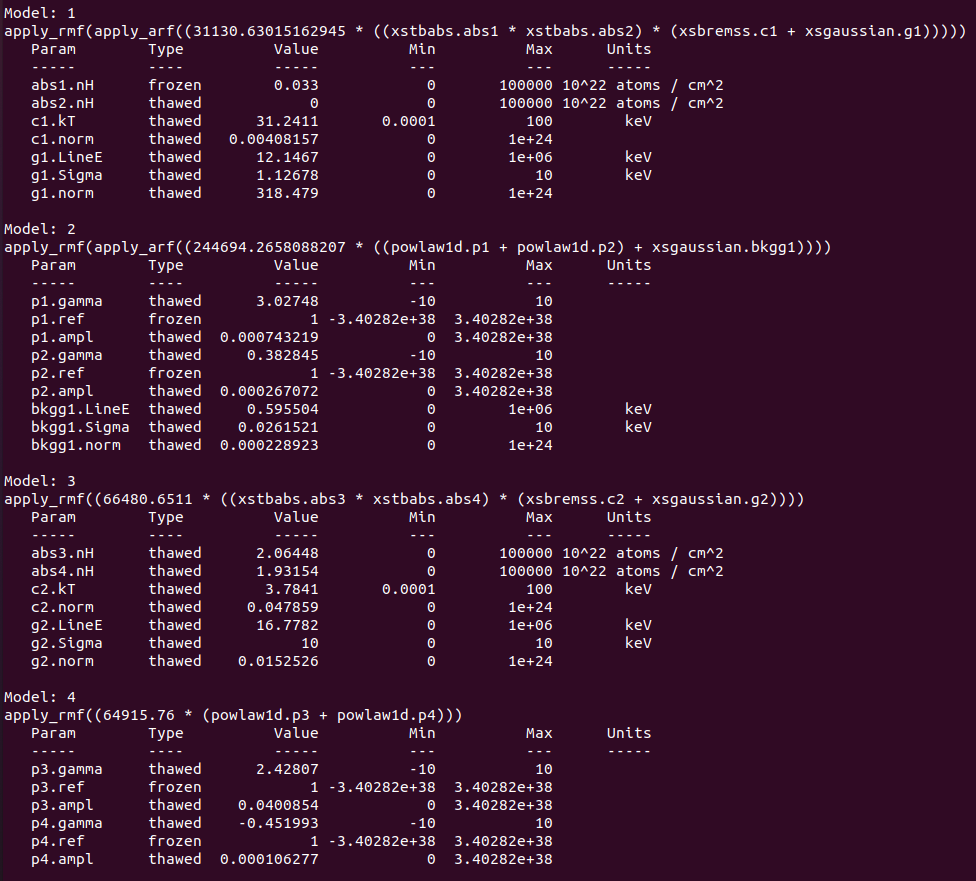 Model: 1
apply_rmf(apply_arf((31130.63015162945 * ((xstbabs.abs1 * xstbabs.abs2) * (xsbremss.c1 + xsgaussian.g1)))))
   Param        Type          Value          Min          Max      Units
   -----        ----          -----          ---          ---      -----
   abs1.nH      frozen        0.033            0       100000 10^22 atoms / cm^2
   abs2.nH      thawed            0            0       100000 10^22 atoms / cm^2
   c1.kT        thawed      31.2411       0.0001          100        keV
   c1.norm      thawed   0.00408157            0        1e+24
   g1.LineE     thawed      12.1467            0        1e+06        keV
   g1.Sigma     thawed      1.12678            0           10        keV
   g1.norm      thawed      318.479            0        1e+24

Model: 2
apply_rmf(apply_arf((244694.2658088207 * ((powlaw1d.p1 + powlaw1d.p2) + xsgaussian.bkgg1))))
   Param        Type          Value          Min          Max      Units
   -----        ----          -----          ---          ---      -----
   p1.gamma     thawed      3.02748          -10           10
   p1.ref       frozen            1 -3.40282e+38  3.40282e+38
   p1.ampl      thawed  0.000743219            0  3.40282e+38
   p2.gamma     thawed     0.382845          -10           10
   p2.ref       frozen            1 -3.40282e+38  3.40282e+38
   p2.ampl      thawed  0.000267072            0  3.40282e+38
   bkgg1.LineE  thawed     0.595504            0        1e+06        keV
   bkgg1.Sigma  thawed    0.0261521            0           10        keV
   bkgg1.norm   thawed  0.000228923            0        1e+24

Model: 3
apply_rmf((66480.6511 * ((xstbabs.abs3 * xstbabs.abs4) * (xsbremss.c2 + xsgaussian.g2))))
   Param        Type          Value          Min          Max      Units
   -----        ----          -----          ---          ---      -----
   abs3.nH      thawed      2.06448            0       100000 10^22 atoms / cm^2
   abs4.nH      thawed      1.93154            0       100000 10^22 atoms / cm^2
   c2.kT        thawed       3.7841       0.0001          100        keV
   c2.norm      thawed     0.047859            0        1e+24
   g2.LineE     thawed      16.7782            0        1e+06        keV
   g2.Sigma     thawed           10            0           10        keV
   g2.norm      thawed    0.0152526            0        1e+24

Model: 4
apply_rmf((64915.76 * (powlaw1d.p3 + powlaw1d.p4)))
   Param        Type          Value          Min          Max      Units
   -----        ----          -----          ---          ---      -----
   p3.gamma     thawed      2.42807          -10           10
   p3.ref       frozen            1 -3.40282e+38  3.40282e+38
   p3.ampl      thawed    0.0400854            0  3.40282e+38
   p4.gamma     thawed    -0.451993          -10           10
   p4.ref       frozen            1 -3.40282e+38  3.40282e+38
   p4.ampl      thawed  0.000106277            0  3.40282e+38